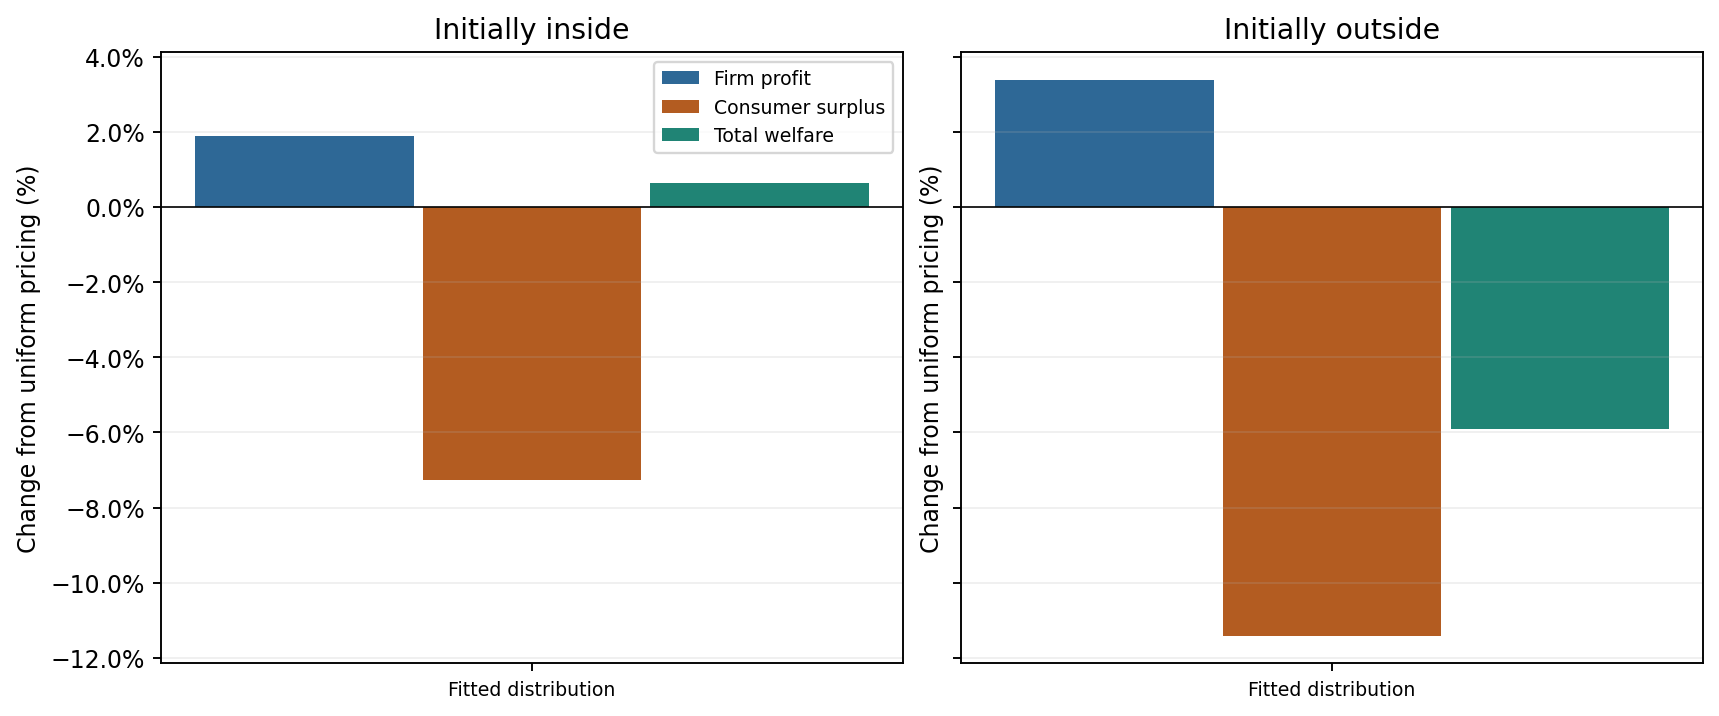 Initially inside
Initially outside
Change from uniform pricing (%)
4.0%
2.0%
0.0%
−2.0%
−4.0%
−6.0%
−8.0%
−10.0%
−12.0%
Firm profit
Consumer surplus
Total welfare
Fitted distribution
Change from uniform pricing (%)
Fitted distribution